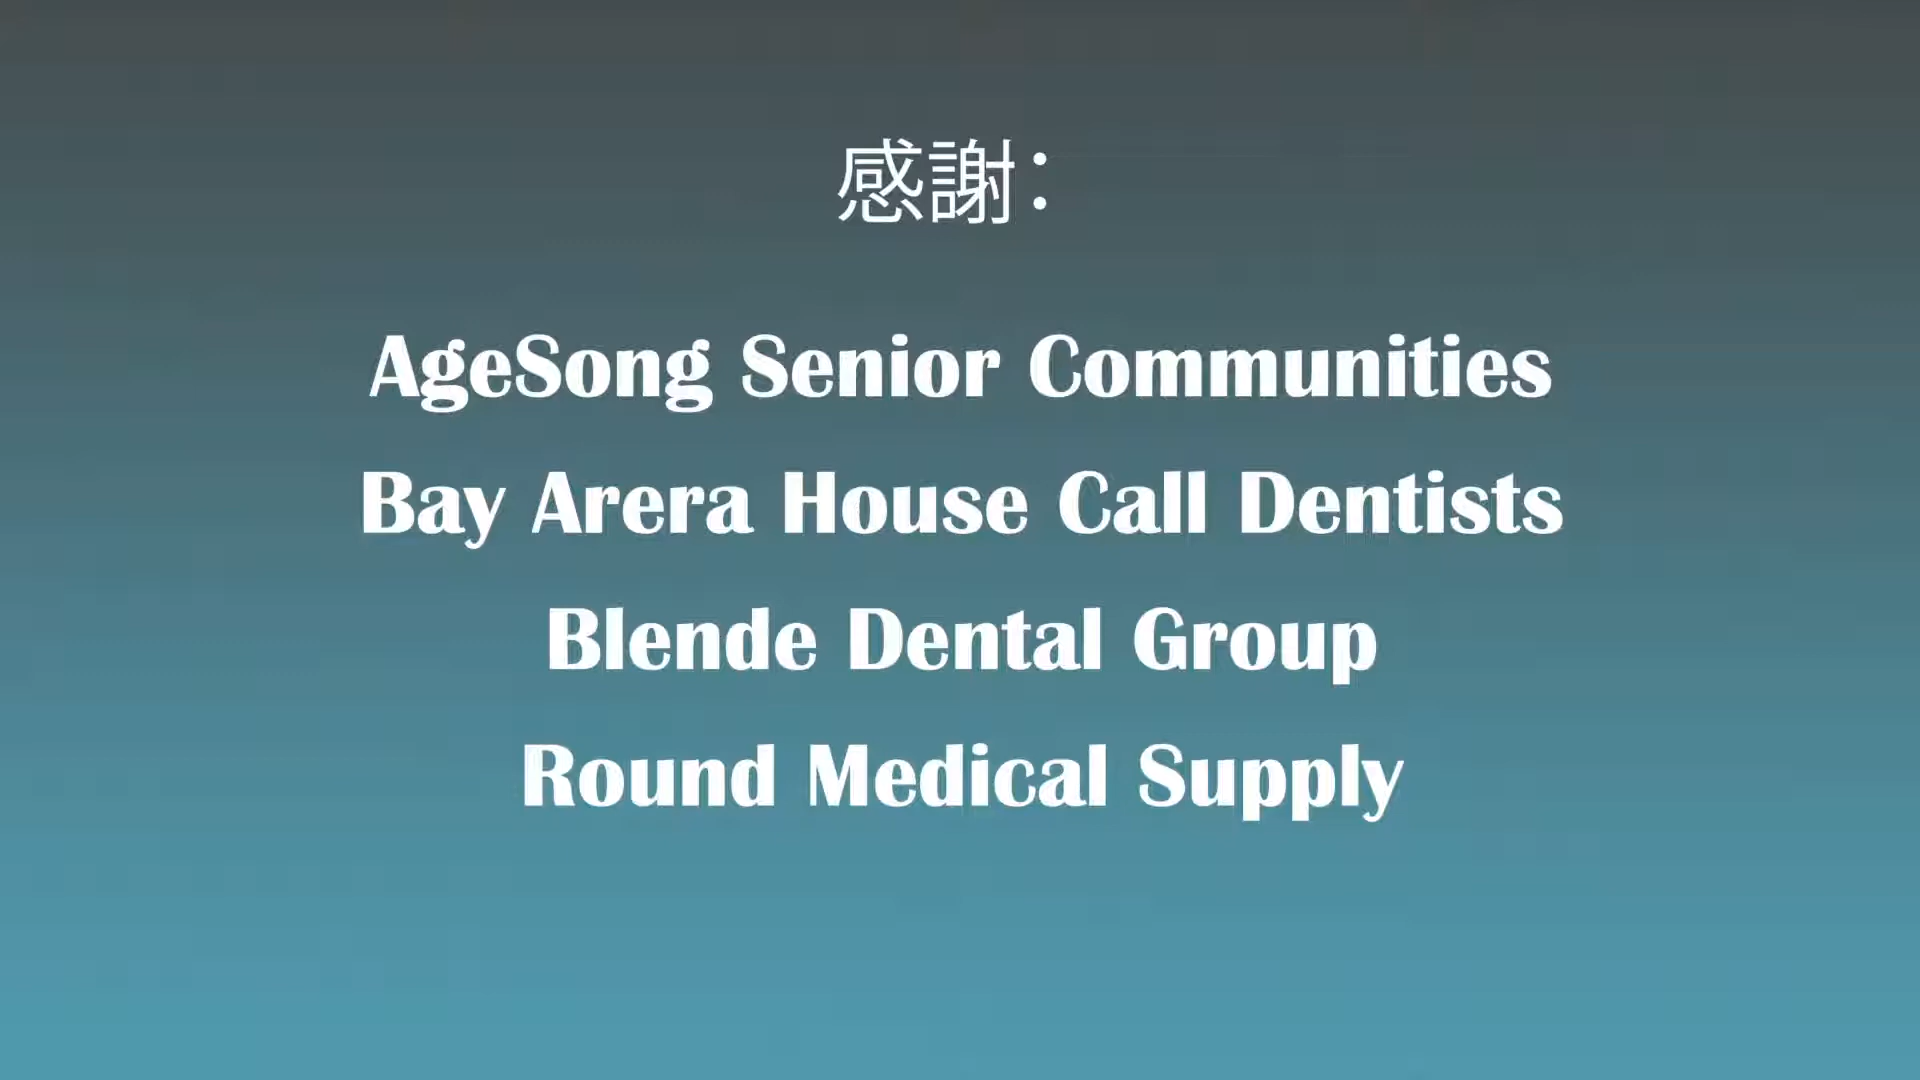 感謝：
AgeSong Senior Communities
Bay Arera House Call Dentists
Blende Dental Group
Round Medical Supply